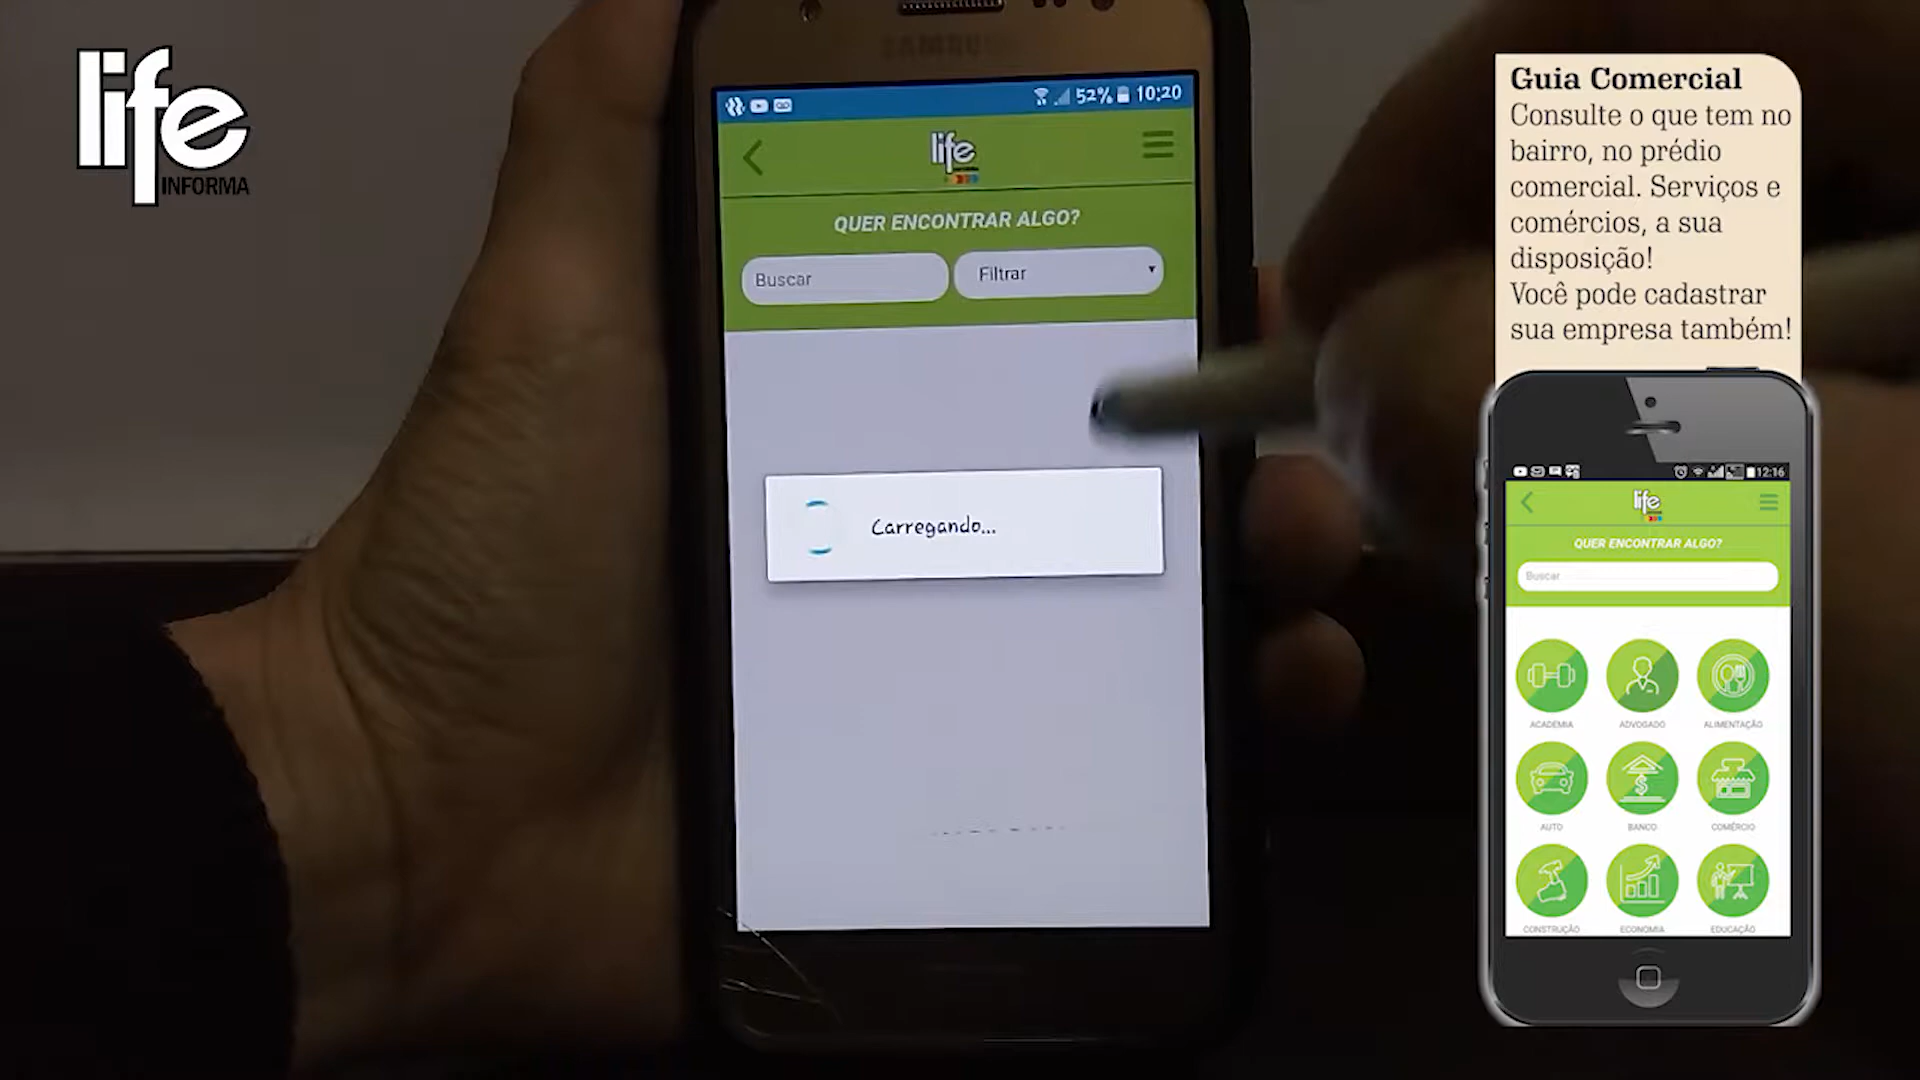 life
INFORMA
SAMSUNG
52% 10:20
life
QUER ENCONTRAR ALGO?
Buscar
Filtrar
Carregando...
Guia Comercial
Consulte o que tem no
bairro, no prédio
comercial. Serviços e
comércios, a sua
disposição!
Você pode cadastrar
sua empresa também!
12:16
life
QUER ENCONTRAR ALGO?
Buscar
ACADEMIA ADVOGADO ALIMENTAÇÃO
AUTO BANCO COMÉRCIO
CONSTRUÇÃO ECONOMIA EDUCAÇÃO